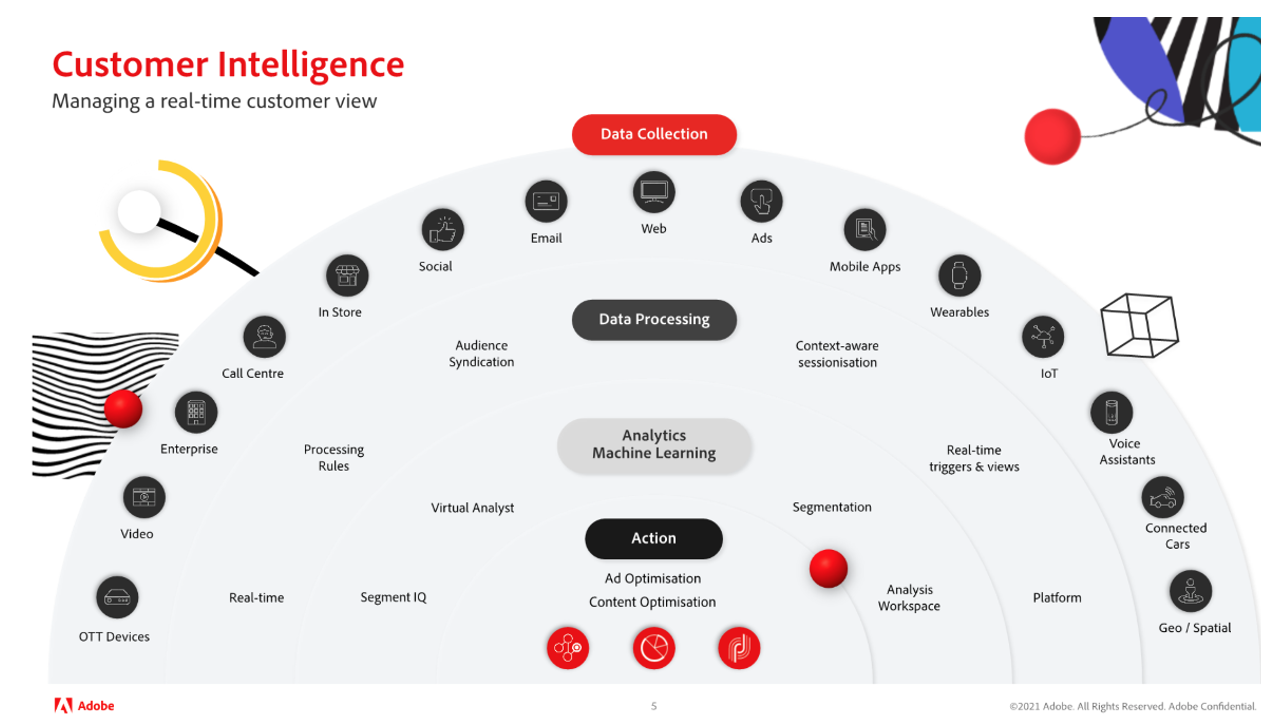 Customer Intelligence
Managing a real-time customer view
Data Collection
Web
Email
Ads
Social
Mobile Apps
In Store
Wearables
Call Centre
IoT
Enterprise
Voice
Assistants
Video
Connected
Cars
OTT Devices
Geo / Spatial
Data Processing
Audience
Syndication
Context-aware
sessionisation
Processing
Rules
Real-time
triggers & views
Real-time
Platform
Analytics
Machine Learning
Virtual Analyst
Segmentation
Segment IQ
Analysis
Workspace
Action
Ad Optimisation
Content Optimisation
Adobe
5
©2021 Adobe. All Rights Reserved. Adobe Confidential.